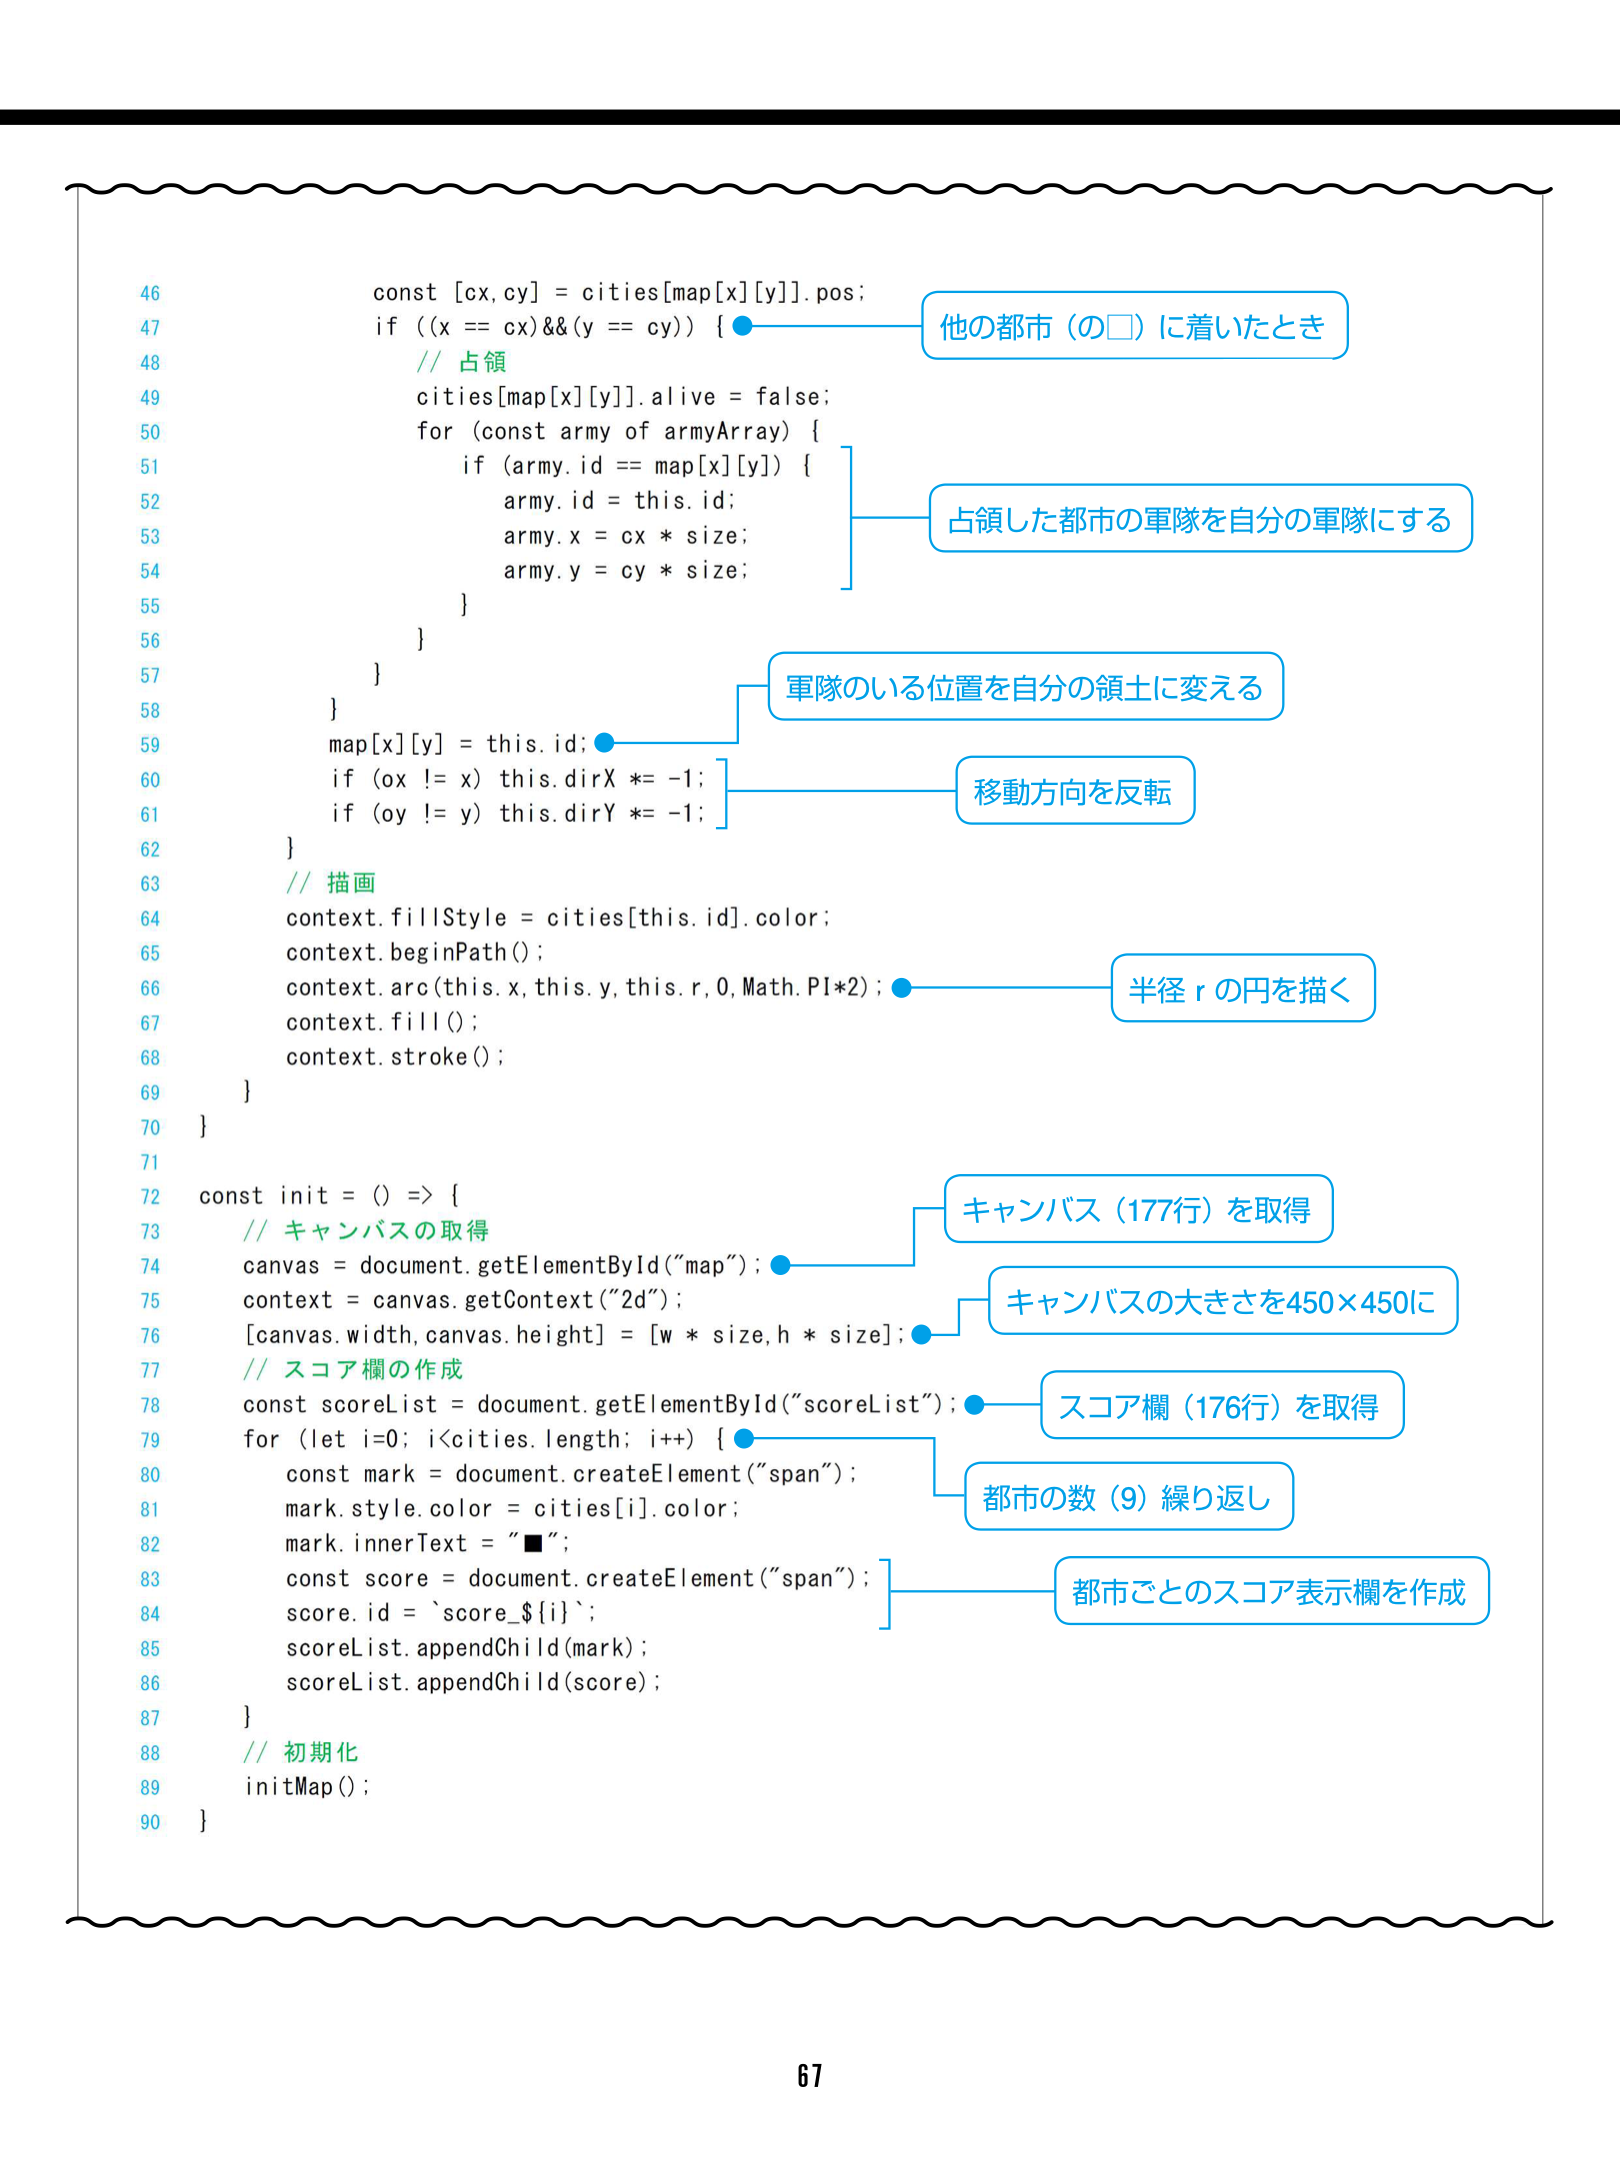 46 const [cx,cy] = cities[map[x][y]].pos;
47 if ((x == cx)&&(y == cy)) {
他の都市（の□）に着いたとき
48 // 占領
49 cities[map[x][y]].alive = false;
50 for (const army of armyArray) {
51 if (army.id == map[x][y]) {
52 army.id = this.id;
占領した都市の軍隊を自分の軍隊にする
53 army.x = cx * size;
54 army.y = cy * size;
55 }
56 }
57 }
軍隊のいる位置を自分の領土に変える
58 }
59 map[x][y] = this.id;
60 if (ox != x) this.dirX *= -1;
移動方向を反転
61 if (oy != y) this.dirY *= -1;
62 }
63 // 描画
64 context.fillStyle = cities[this.id].color;
65 context.beginPath();
66 context.arc(this.x,this.y,this.r,0,Math.PI*2);
半径 r の円を描く
67 context.fill();
68 context.stroke();
69 }
70 }
71
72 const init = () => {
キャンバス（177行）を取得
73 // キャンバスの取得
74 canvas = document.getElementById("map");
75 context = canvas.getContext("2d");
キャンバスの大きさを450×450に
76 [canvas.width,canvas.height] = [w * size,h * size];
77 // スコア欄の作成
78 const scoreList = document.getElementById("scoreList");
スコア欄（176行）を取得
79 for (let i=0; i<cities.length; i++) {
都市の数（9）繰り返し
80 const mark = document.createElement("span");
81 mark.style.color = cities[i].color;
82 mark.innerText = "■";
83 const score = document.createElement("span");
都市ごとのスコア表示欄を作成
84 score.id = `score_${i}`;
85 scoreList.appendChild(mark);
86 scoreList.appendChild(score);
87 }
88 // 初期化
89 initMap();
90 }
67